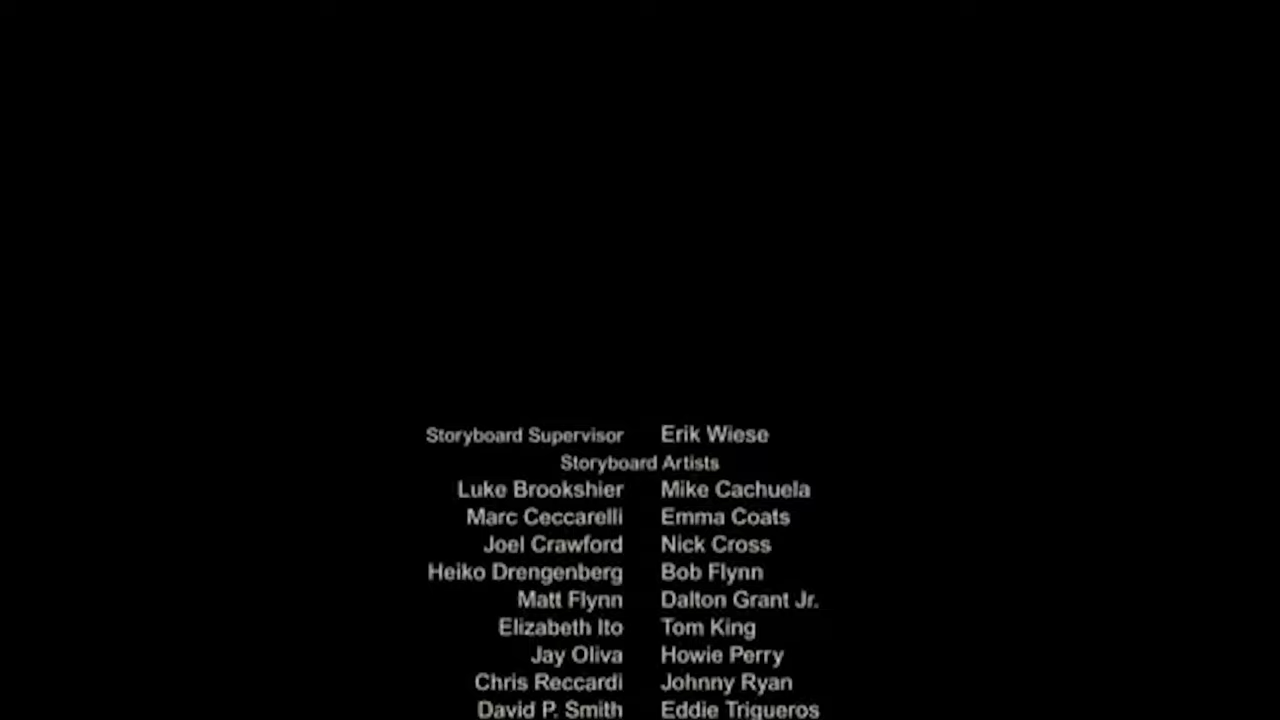 Storyboard Supervisor Erik Wiese
Storyboard Artists
Luke Brookshier Mike Cachuela
Marc Ceccarelli Emma Coats
Joel Crawford Nick Cross
Heiko Drengenberg Bob Flynn
Matt Flynn Dalton Grant Jr.
Elizabeth Ito Tom King
Jay Oliva Howie Perry
Chris Reccardi Johnny Ryan
David P. Smith Eddie Trigueros